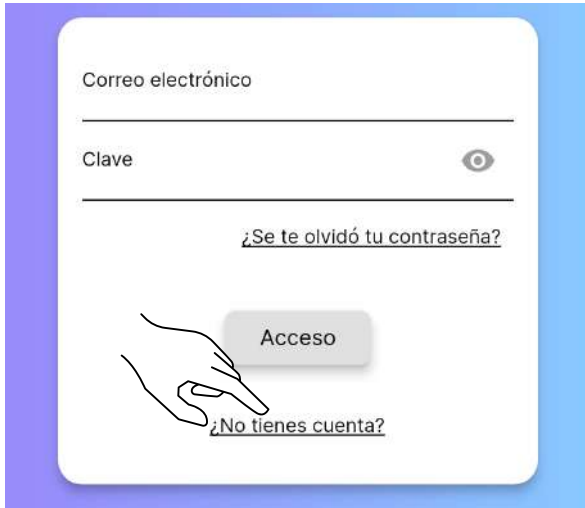 Correo electrónico
Clave
¿Se te olvidó tu contraseña?
Acceso
¿No tienes cuenta?